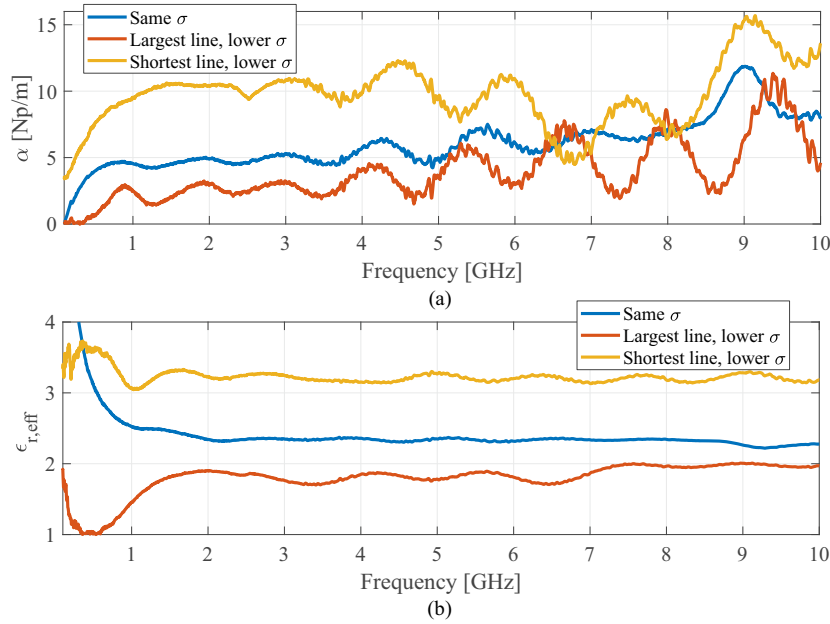 15
10
5
0
α [Np/m]
Same σ
Largest line, lower σ
Shortest line, lower σ
1 2 3 4 5 6 7 8 9 10
Frequency [GHz]
(a)
4
3
2
1
ϵr,eff
Same σ
Largest line, lower σ
Shortest line, lower σ
1 2 3 4 5 6 7 8 9 10
Frequency [GHz]
(b)